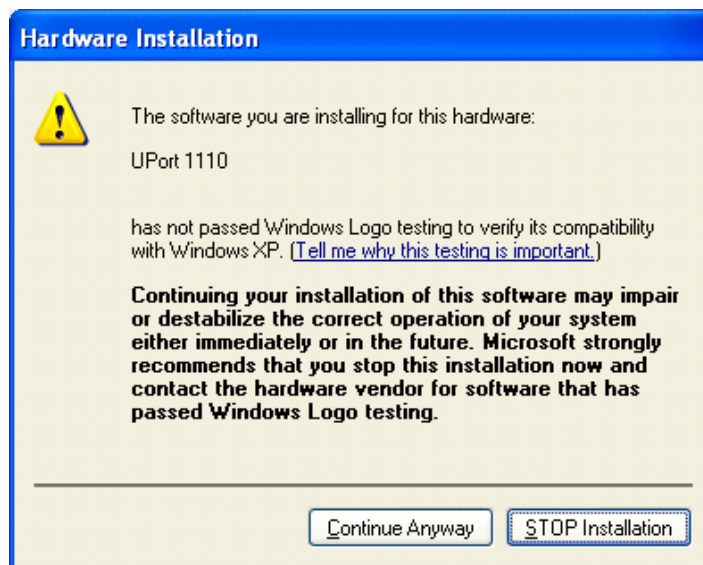 Hardware Installation
The software you are installing for this hardware:
UPort 1110
has not passed Windows Logo testing to verify its compatibility
with Windows XP. (Tell me why this testing is important.)
Continuing your installation of this software may impair
or destabilize the correct operation of your system
either immediately or in the future. Microsoft strongly
recommends that you stop this installation now and
contact the hardware vendor for software that has
passed Windows Logo testing.
Continue Anyway
STOP Installation